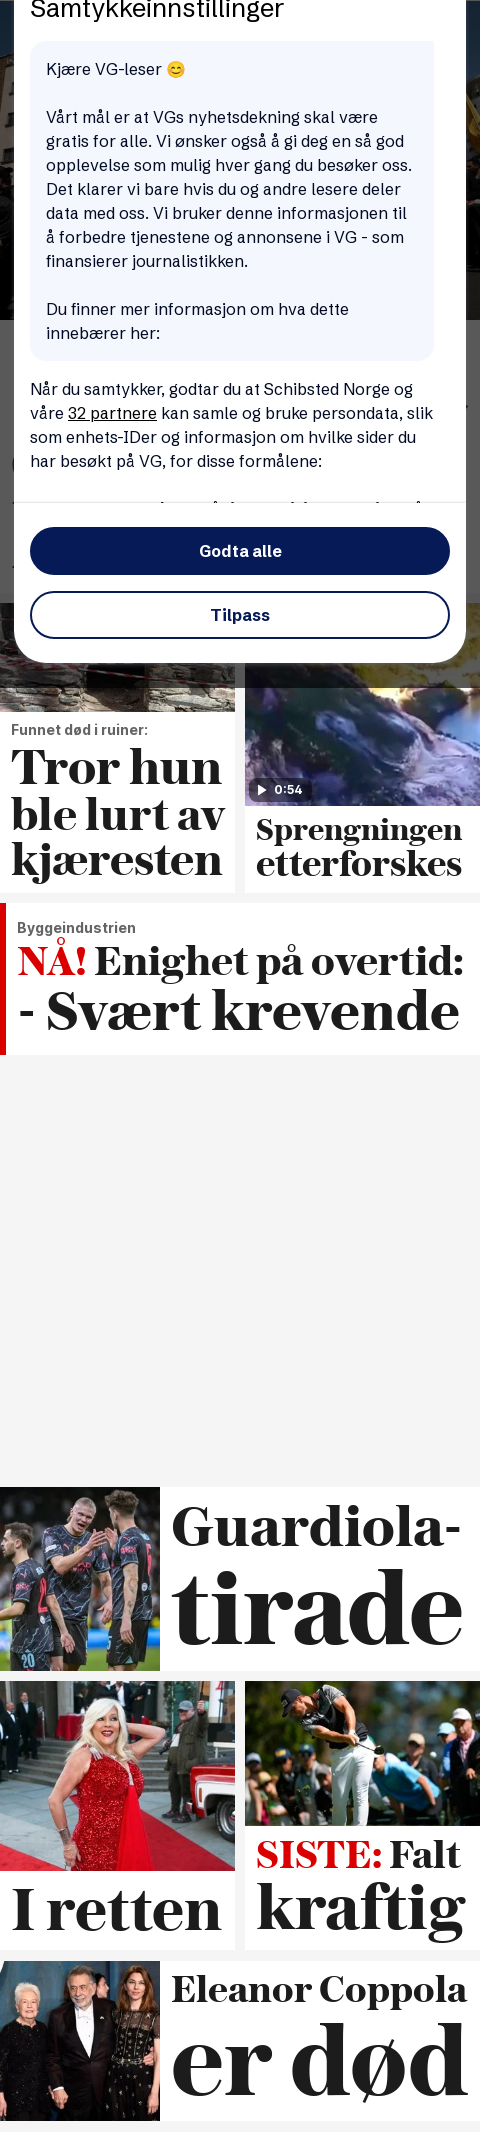 Samtykkeinnstillinger
Kjære VG-leser 😊
Vårt mål er at VGs nyhetsdekning skal være
gratis for alle. Vi ønsker også å gi deg en så god
opplevelse som mulig hver gang du besøker oss.
Det klarer vi bare hvis du og andre lesere deler
data med oss. Vi bruker denne informasjonen til
å forbedre tjenestene og annonsene i VG - som
finansierer journalistikken.
Du finner mer informasjon om hva dette
innebærer her:
Når du samtykker, godtar du at Schibsted Norge og
våre 32 partnere kan samle og bruke persondata, slik
som enhets-IDer og informasjon om hvilke sider du
har besøkt på VG, for disse formålene:
Godta alle
Tilpass
Funnet død i ruiner:
Tror hun
ble lurt av
kjæresten
0:54
Sprengningen
etterforskes
Byggeindustrien
NÅ! Enighet på overtid:
- Svært krevende
20
Guardiola-
tirade
I retten
SISTE: Falt
kraftig
Eleanor Coppola
er død